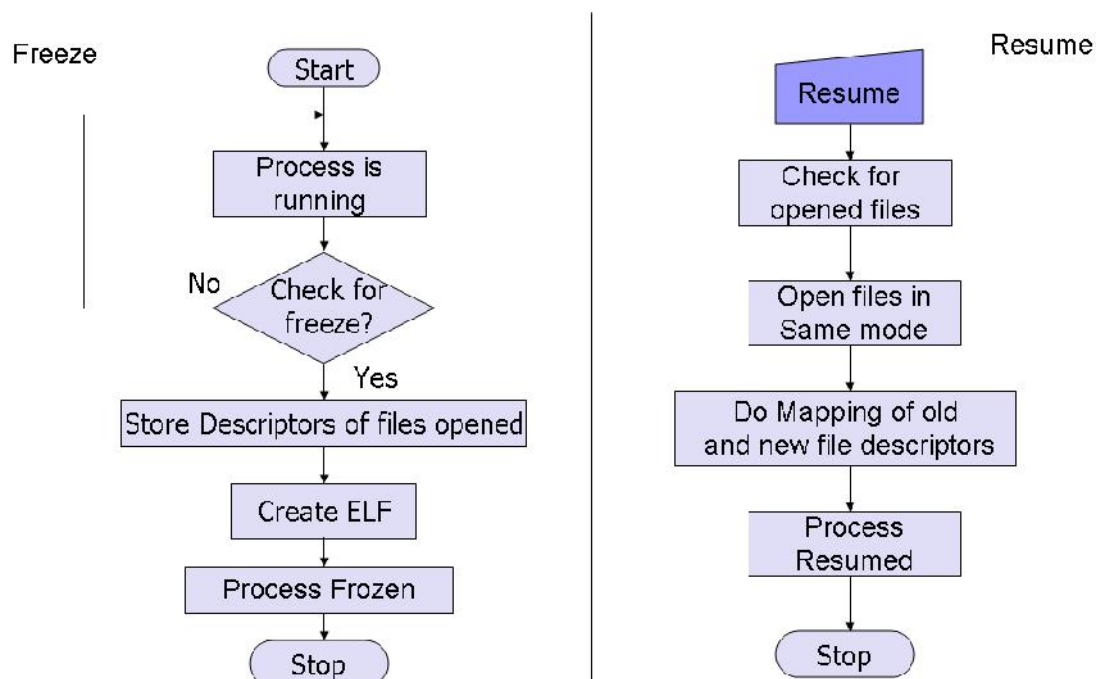 Freeze
Start
Process is
running
No
Check for
freeze?
Yes
Store Descriptors of files opened
Create ELF
Process Frozen
Stop
Resume
Resume
Check for
opened files
Open files in
Same mode
Do Mapping of old
and new file descriptors
Process
Resumed
Stop